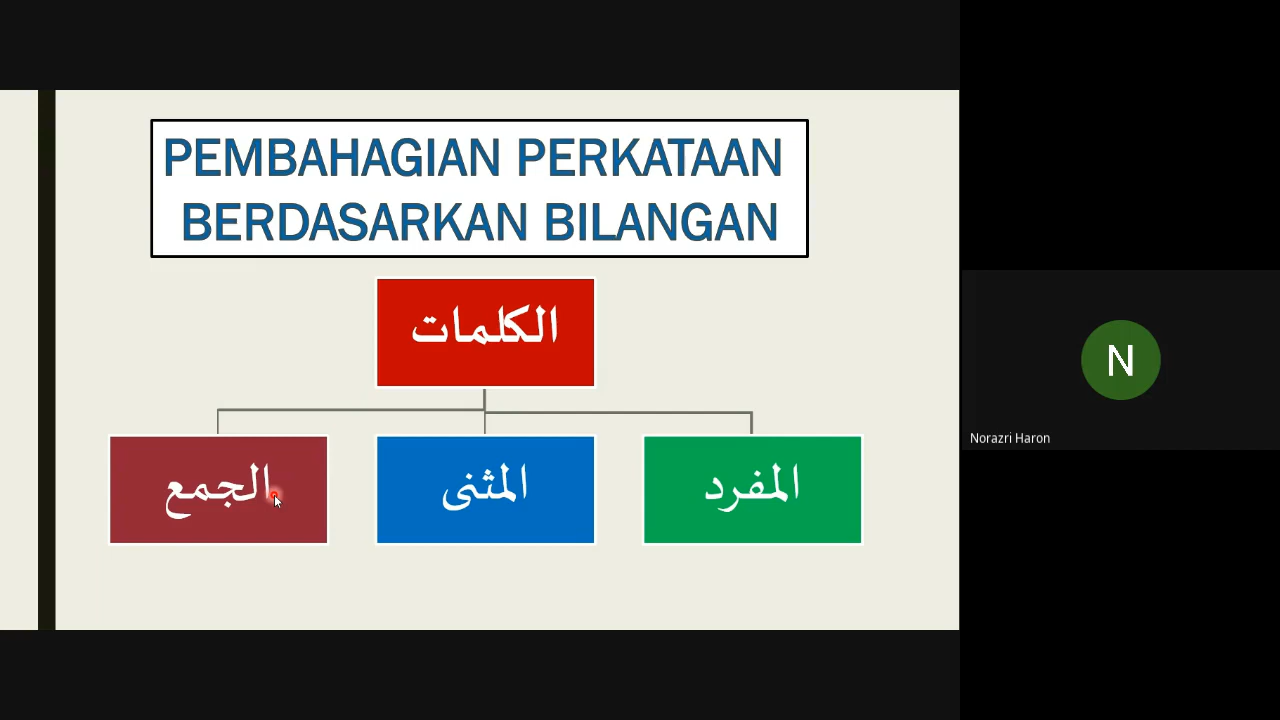 PEMBAHAGIAN PERKATAAN
BERDASARKAN BILANGAN
الكلمات
المفرد
المثنى
الجمع
N
Norazri Haron